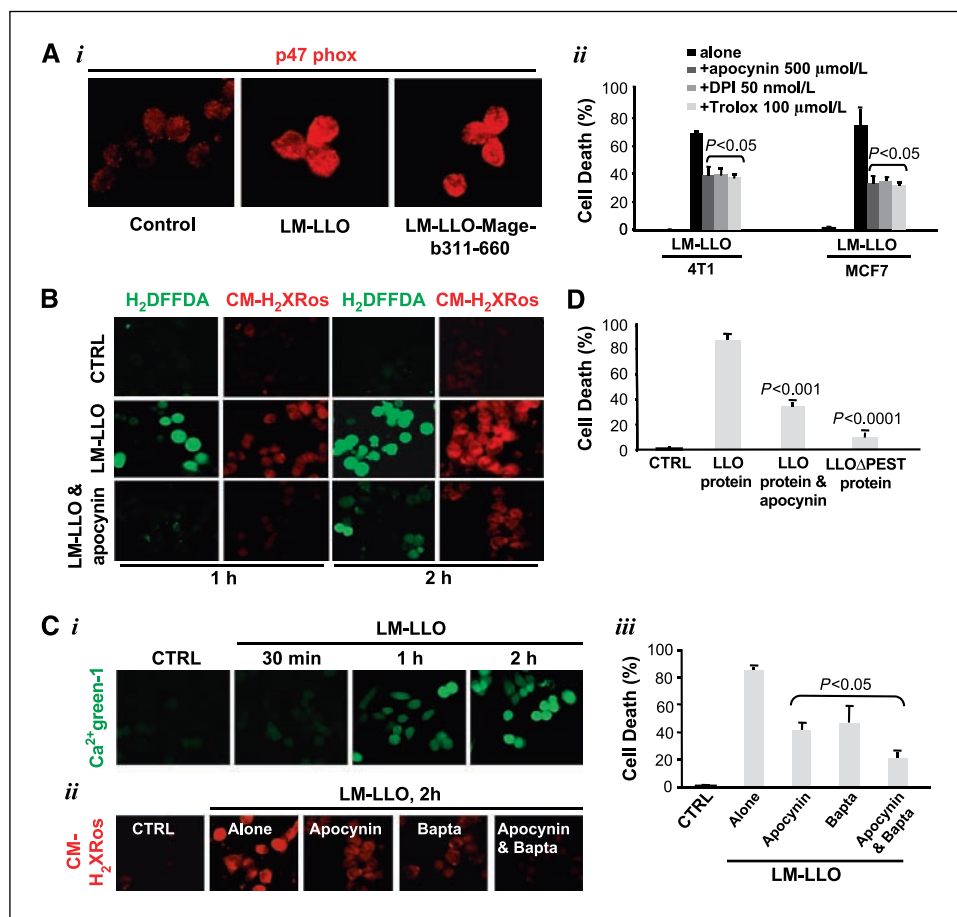 A i
p47 phox
Control
LM-LLO
LM-LLO-Mage-
b311-660
ii
alone
+apocynin 500 μmol/L
+DPI 50 nmol/L
+Trolox 100 μmol/L
Cell Death (%)
80
60
40
20
0
P<0.05
P<0.05
LM-LLO
LM-LLO
4T1
MCF7
B
H2DFFDA
CM-H2XRos
H2DFFDA
CM-H2XRos
CTRL
LM-LLO
LM-LLO &
apocynin
1 h
2 h
D
Cell Death (%)
80
60
40
20
0
P<0.001
P<0.0001
CTRL
LLO
protein
LLO
protein &
apocynin
LLOΔPEST
protein
C i
LM-LLO
CTRL
30 min
1 h
2 h
Ca2+green-1
ii
LM-LLO, 2h
CM-
H2XRos
CTRL
Alone
Apocynin
Bapta
Apocynin
& Bapta
iii
Cell Death (%)
80
60
40
20
0
P<0.05
CTRL
Alone
Apocynin
Bapta
Apocynin
& Bapta
LM-LLO